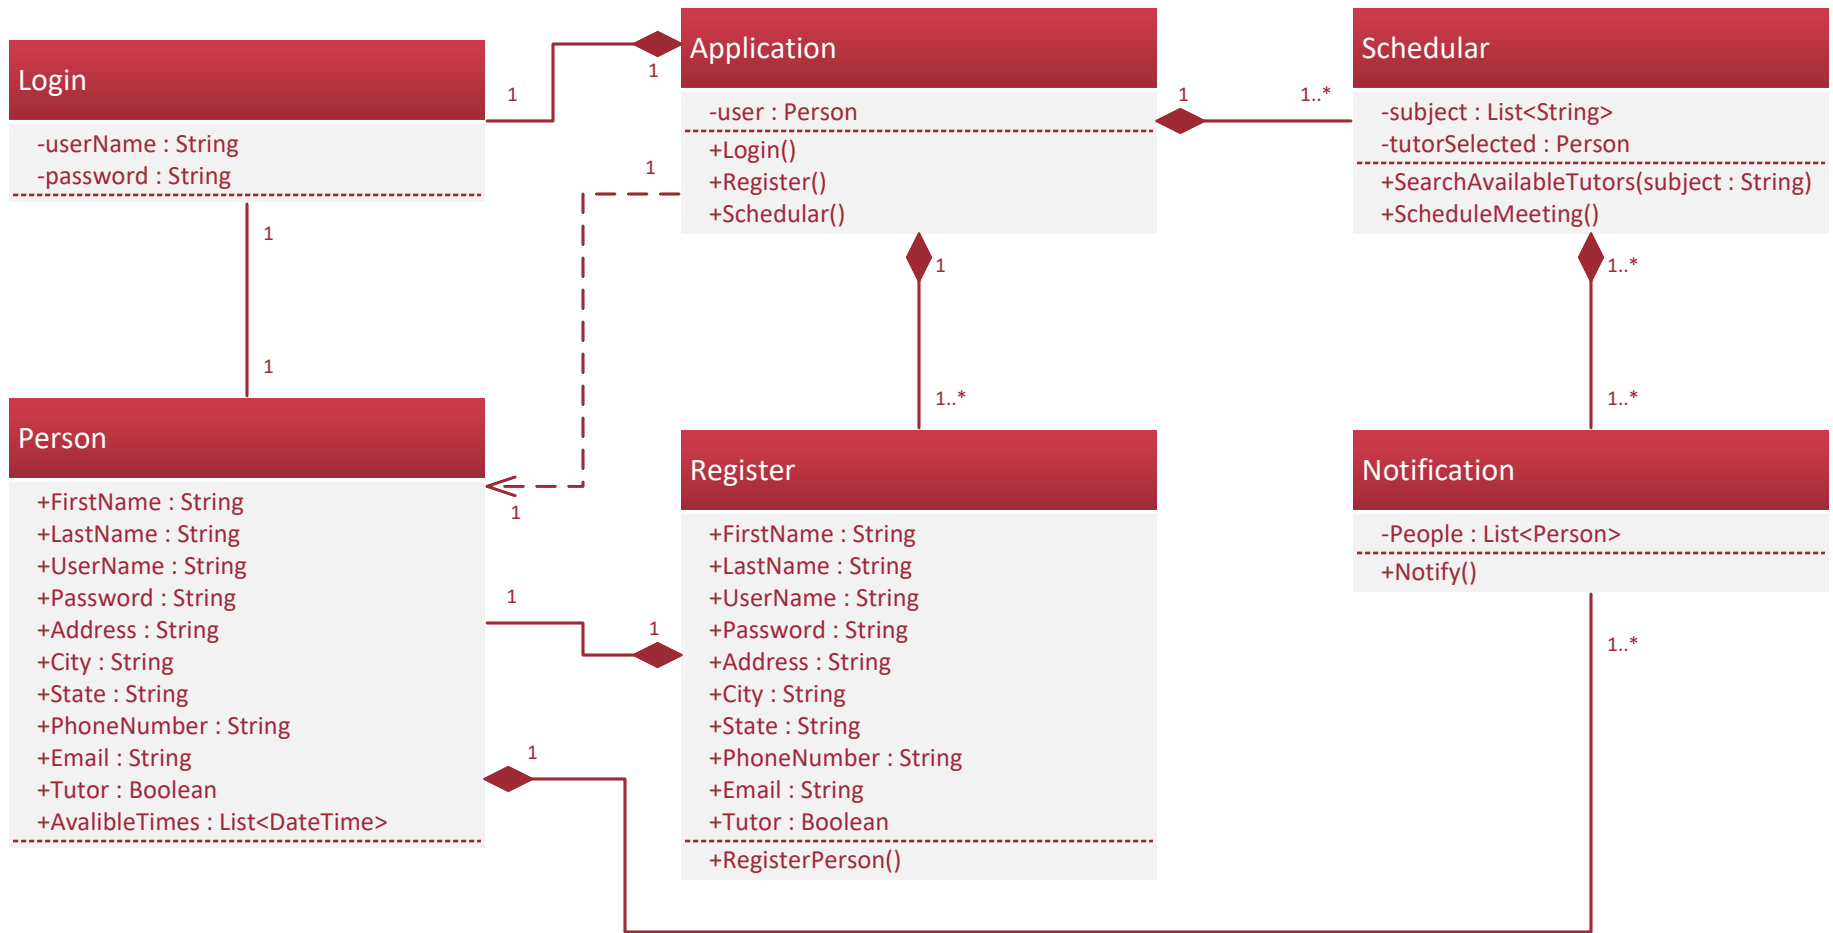 Login
-userName : String
-password : String
Application
-user : Person
+Login()
+Register()
+Schedular()
Schedular
-subject : List<String>
-tutorSelected : Person
+SearchAvailableTutors(subject : String)
+ScheduleMeeting()
1
1
1
1..*
1
1
1
1..*
1
1..*
1..*
Person
+FirstName : String
+LastName : String
+UserName : String
+Password : String
+Address : String
+City : String
+State : String
+PhoneNumber : String
+Email : String
+Tutor : Boolean
+AvalibleTimes : List<DateTime>
1
1
1
1
Register
+FirstName : String
+LastName : String
+UserName : String
+Password : String
+Address : String
+City : String
+State : String
+PhoneNumber : String
+Email : String
+Tutor : Boolean
+RegisterPerson()
Notification
-People : List<Person>
+Notify()
1..*